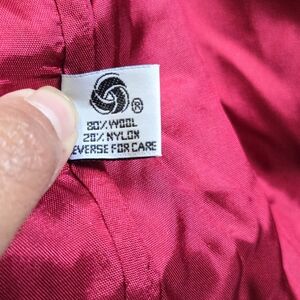 ®
80% WOOL
20% NYLON
EVERSE FOR CARE